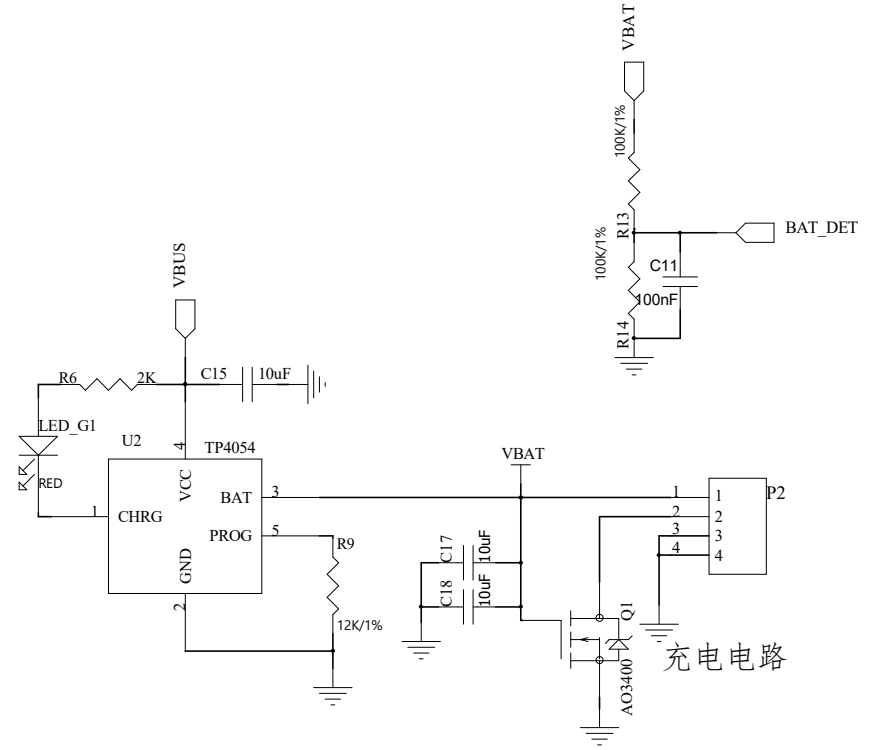 VBAT
100K/1%
R13
BAT_DET
100K/1%
C11
100nF
R14
VBUS
R6 2K
C15 10uF
LED_G1
RED
U2 TP4054
4
VCC
1 CHRG
BAT 3
PROG 5
GND
2
R9
12K/1%
VBAT
C17 10uF
C18 10uF
1 1 P2
2 2
3 3
4 4
Q1
AO3400
充电电路